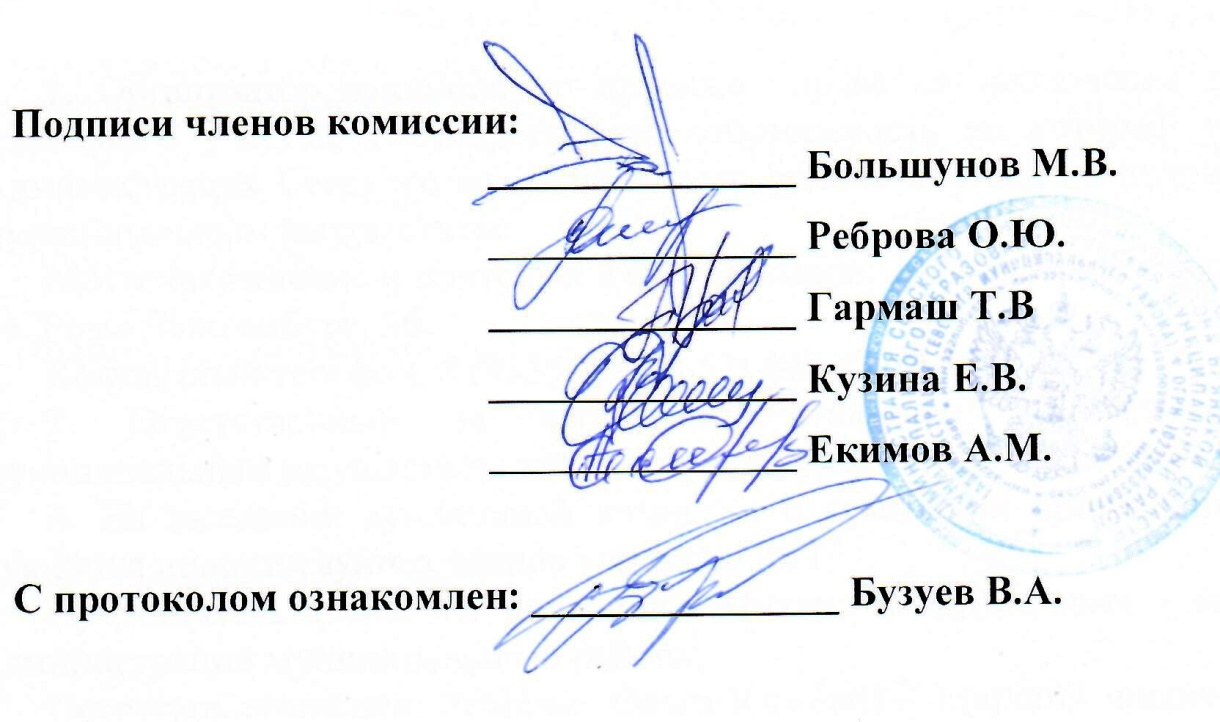 Подписи членов комиссии:
Большунов М.В.
Реброва О.Ю.
Гармаш Т.В
Кузина Е.В.
Екимов А.М.
С протоколом ознакомлен: Бузуев В.А.